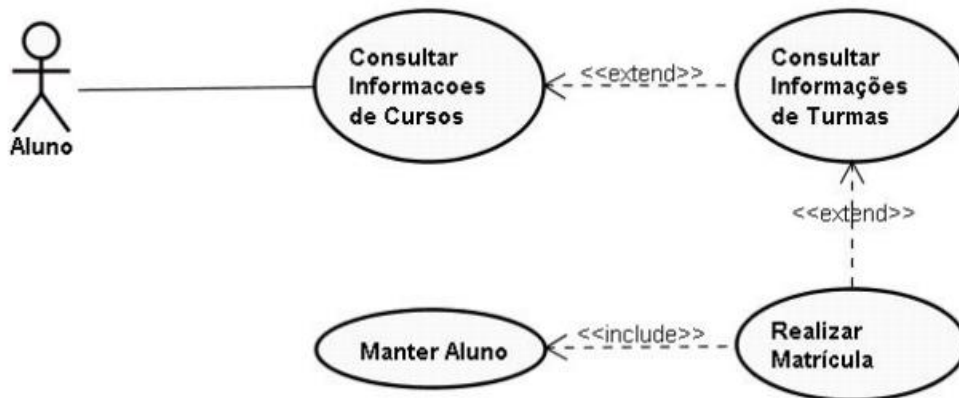 Consultar
Informacoes
de Cursos
<<extend>>
Consultar
Informações
de Turmas
Aluno
<<extend>>
Manter Aluno
<<include>>
Realizar
Matrícula